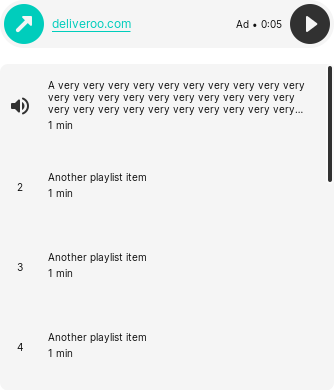 deliveroo.com
Ad • 0:05
A very very very very very very very very very very
very very very very very very very very very very
very very very very very very very very very very...
1 min
2
Another playlist item
1 min
3
Another playlist item
1 min
4
Another playlist item
1 min